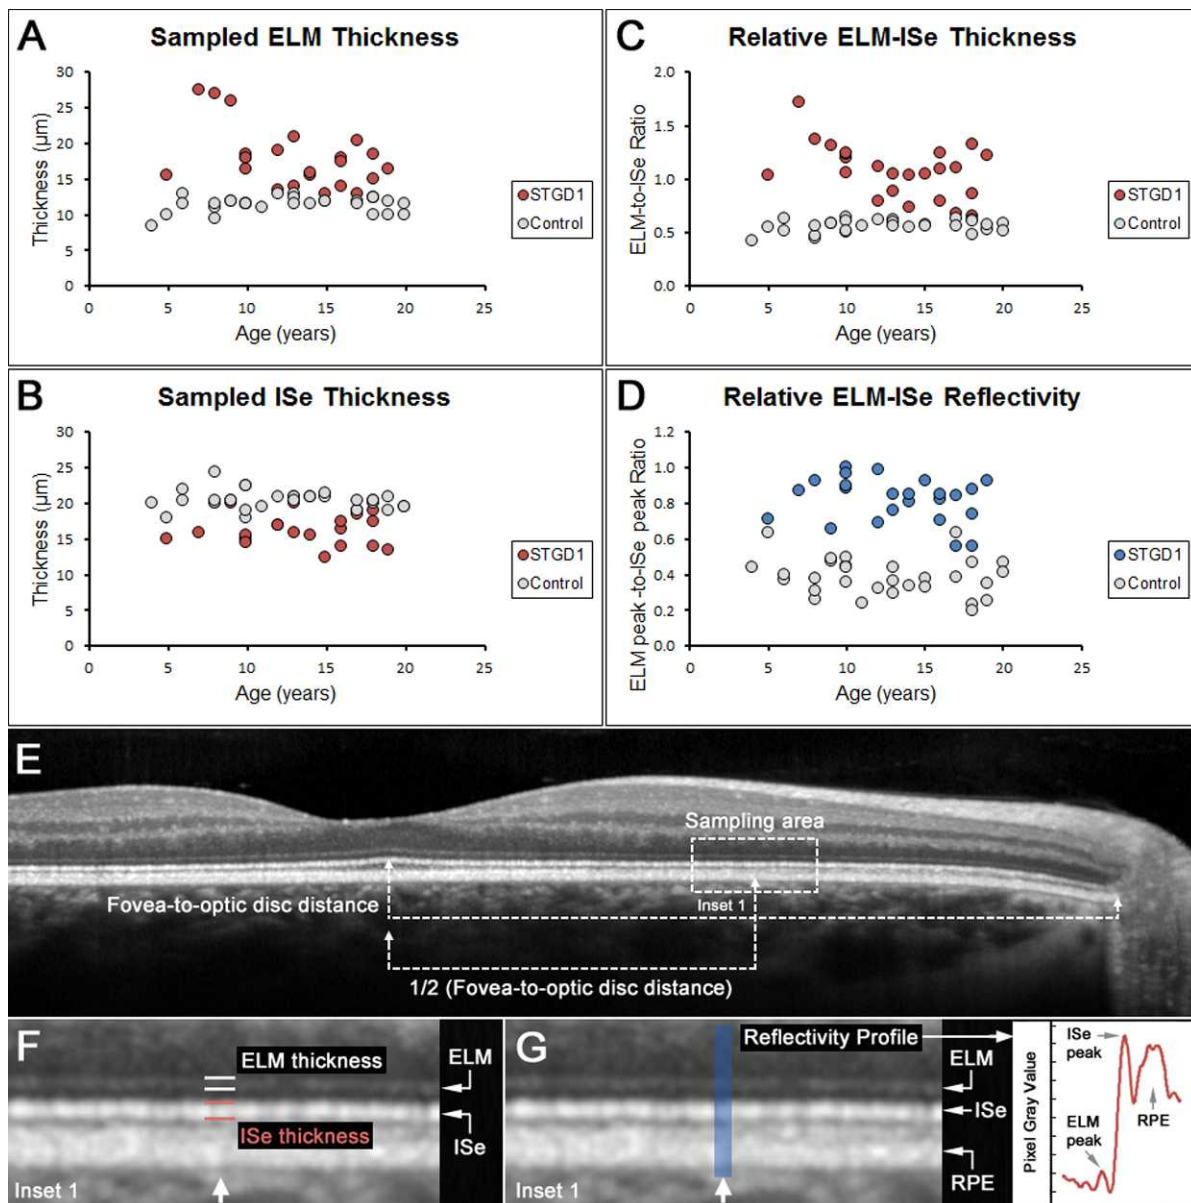 A
Sampled ELM Thickness
Thickness (µm)
30
25
20
15
10
5
0
0 5 10 15 20 25
Age (years)
STGD1
Control
C
Relative ELM-ISe Thickness
ELM-to-ISe Ratio
2.0
1.5
1.0
0.5
0.0
0 5 10 15 20 25
Age (years)
STGD1
Control
B
Sampled ISe Thickness
Thickness (µm)
30
25
20
15
10
5
0
0 5 10 15 20 25
Age (years)
STGD1
Control
D
Relative ELM-ISe Reflectivity
ELM peak -to-ISe peak Ratio
1.2
1.0
0.8
0.6
0.4
0.2
0.0
0 5 10 15 20 25
Age (years)
STGD1
Control
E
Sampling area
Inset 1
Fovea-to-optic disc distance
1/2 (Fovea-to-optic disc distance)
F
ELM thickness
ISe thickness
ELM
ISe
Inset 1
G
Reflectivity Profile
ELM
ISe
RPE
Inset 1
Pixel Gray Value
ISe
peak
ELM
peak
RPE